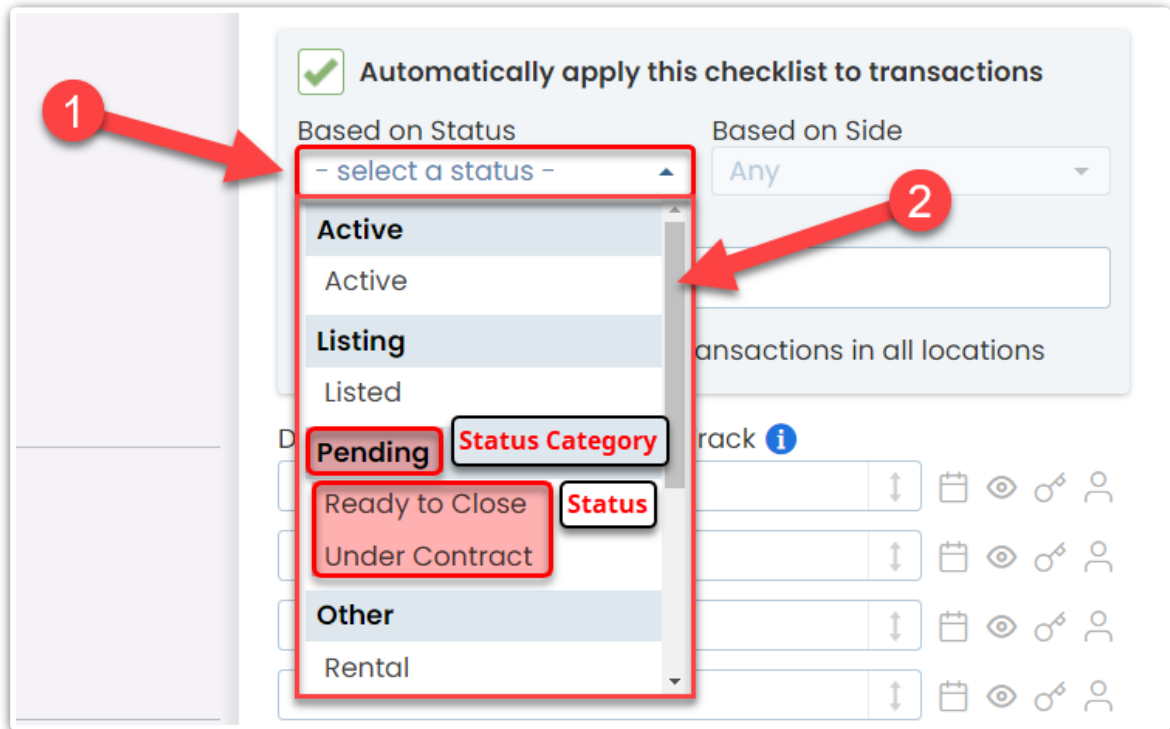 Automatically apply this checklist to transactions
1
Based on Status
Based on Side
- select a status -
Any
2
Active
Active
Listing
ansactions in all locations
Listed
D
rack
Pending
Status Category
Ready to Close
Status
Under Contract
Other
Rental